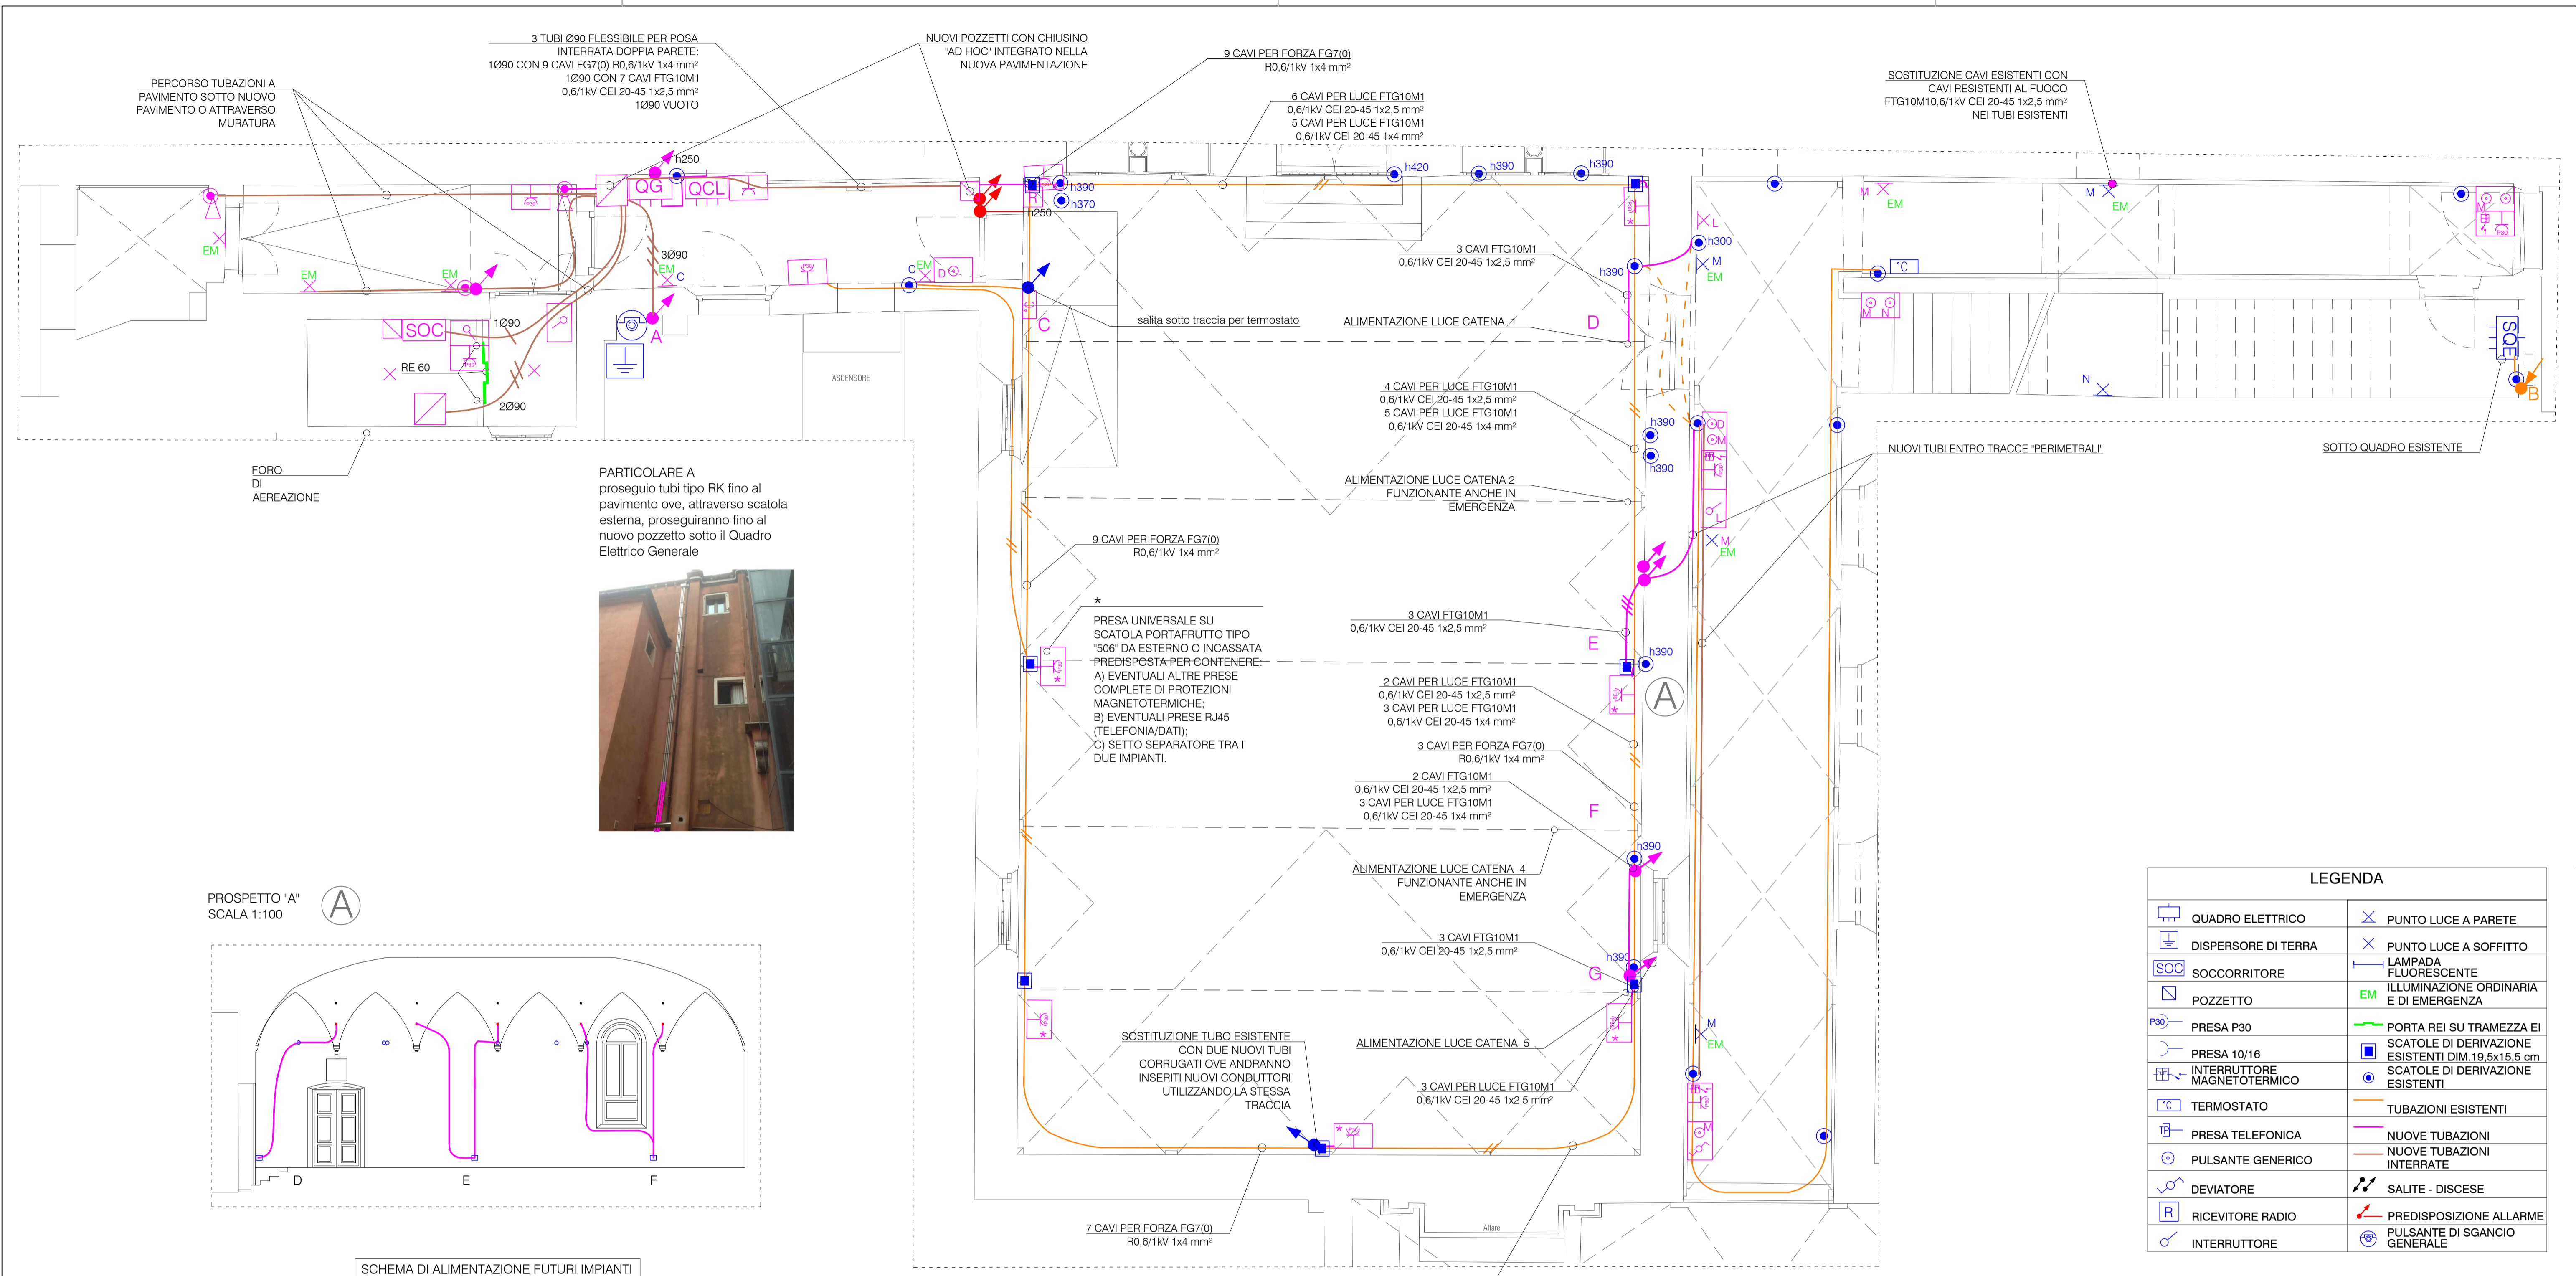 3 TUBI Ø90 FLESSIBILE PER POSA
INTERRATA DOPPIA PARETE:
1Ø90 CON 9 CAVI FG7(0) R0,6/1kV 1x4 mm²
1Ø90 CON 7 CAVI FTG10M1
0,6/1kV CEI 20-45 1x2,5 mm²
1Ø90 VUOTO
NUOVI POZZETTI CON CHIUSINO
"AD HOC" INTEGRATO NELLA
NUOVA PAVIMENTAZIONE
9 CAVI PER FORZA FG7(0)
R0,6/1kV 1x4 mm²
6 CAVI PER LUCE FTG10M1
0,6/1kV CEI 20-45 1x2,5 mm²
5 CAVI PER LUCE FTG10M1
0,6/1kV CEI 20-45 1x4 mm²
SOSTITUZIONE CAVI ESISTENTI CON
CAVI RESISTENTI AL FUOCO
FTG10M10,6/1kV CEI 20-45 1x2,5 mm²
NEI TUBI ESISTENTI
PERCORSO TUBAZIONI A
PAVIMENTO SOTTO NUOVO
PAVIMENTO O ATTRAVERSO
MURATURA
h250
QG
QCL
P30
R
h390
h370
h250
h420
h390
h390
M
EM
M
EM
M
P30
EM
EM
EM
3Ø90
EM
C
P30
C
EM
D
°C
C
L
h300
M
EM
h390
°C
M N
3 CAVI FTG10M1
0,6/1kV CEI 20-45 1x2,5 mm²
salita sotto traccia per termostato
ALIMENTAZIONE LUCE CATENA 1
D
1Ø90
SOC
P30
RE 60
2Ø90
A
ASCENSORE
SQE
B
N
4 CAVI PER LUCE FTG10M1
0,6/1kV CEI 20-45 1x2,5 mm²
5 CAVI PER LUCE FTG10M1
0,6/1kV CEI 20-45 1x4 mm²
h390
h390
D
M
L
NUOVI TUBI ENTRO TRACCE "PERIMETRALI"
SOTTO QUADRO ESISTENTE
FORO
DI
AEREAZIONE
PARTICOLARE A
proseguio tubi tipo RK fino al
pavimento ove, attraverso scatola
esterna, proseguiranno fino al
nuovo pozzetto sotto il Quadro
Elettrico Generale
ALIMENTAZIONE LUCE CATENA 2
FUNZIONANTE ANCHE IN
EMERGENZA
9 CAVI PER FORZA FG7(0)
R0,6/1kV 1x4 mm²
M
EM
*
PRESA UNIVERSALE SU
SCATOLA PORTAFRUTTO TIPO
"506" DA ESTERNO O INCASSATA
PREDISPOSTA PER CONTENERE:
A) EVENTUALI ALTRE PRESE
COMPLETE DI PROTEZIONI
MAGNETOTERMICHE;
B) EVENTUALI PRESE RJ45
(TELEFONIA/DATI);
C) SETTO SEPARATORE TRA I
DUE IMPIANTI.
3 CAVI FTG10M1
0,6/1kV CEI 20-45 1x2,5 mm²
E
h390
A
2 CAVI PER LUCE FTG10M1
0,6/1kV CEI 20-45 1x2,5 mm²
3 CAVI PER LUCE FTG10M1
0,6/1kV CEI 20-45 1x4 mm²
3 CAVI PER FORZA FG7(0)
R0,6/1kV 1x4 mm²
2 CAVI FTG10M1
0,6/1kV CEI 20-45 1x2,5 mm²
3 CAVI PER LUCE FTG10M1
0,6/1kV CEI 20-45 1x4 mm²
F
h390
ALIMENTAZIONE LUCE CATENA 4
FUNZIONANTE ANCHE IN
EMERGENZA
3 CAVI FTG10M1
0,6/1kV CEI 20-45 1x2,5 mm²
h390
G
ALIMENTAZIONE LUCE CATENA 5
SOSTITUZIONE TUBO ESISTENTE
CON DUE NUOVI TUBI
CORRUGATI OVE ANDRANNO
INSERITI NUOVI CONDUTTORI
UTILIZZANDO LA STESSA
TRACCIA
3 CAVI PER LUCE FTG10M1
0,6/1kV CEI 20-45 1x2,5 mm²
M
EM
M
7 CAVI PER FORZA FG7(0)
R0,6/1kV 1x4 mm²
Altare
PROSPETTO "A"
SCALA 1:100
A
D
E
F
SCHEMA DI ALIMENTAZIONE FUTURI IMPIANTI
LEGENDA
QUADRO ELETTRICO
PUNTO LUCE A PARETE
DISPERSORE DI TERRA
PUNTO LUCE A SOFFITTO
SOC SOCCORRITORE
LAMPADA
FLUORESCENTE
POZZETTO
EM ILLUMINAZIONE ORDINARIA
E DI EMERGENZA
P30 PRESA P30
PORTA REI SU TRAMEZZA EI
PRESA 10/16
SCATOLE DI DERIVAZIONE
ESISTENTI DIM.19,5x15,5 cm
INTERRUTTORE
MAGNETOTERMICO
SCATOLE DI DERIVAZIONE
ESISTENTI
°C TERMOSTATO
TUBAZIONI ESISTENTI
TP PRESA TELEFONICA
NUOVE TUBAZIONI
PULSANTE GENERICO
NUOVE TUBAZIONI
INTERRATE
DEVIATORE
SALITE - DISCESE
R RICEVITORE RADIO
PREDISPOSIZIONE ALLARME
INTERRUTTORE
PULSANTE DI SGANCIO
GENERALE